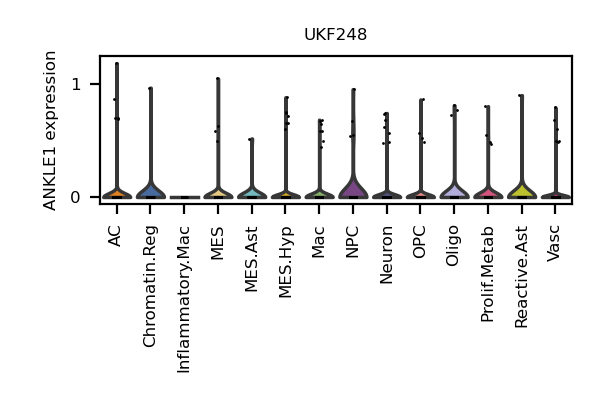 UKF248
ANKLE1 expression
1
0
AC
Chromatin.Reg
Inflammatory.Mac
MES
MES.Ast
MES.Hyp
Mac
NPC
Neuron
OPC
Oligo
Prolif.Metab
Reactive.Ast
Vasc